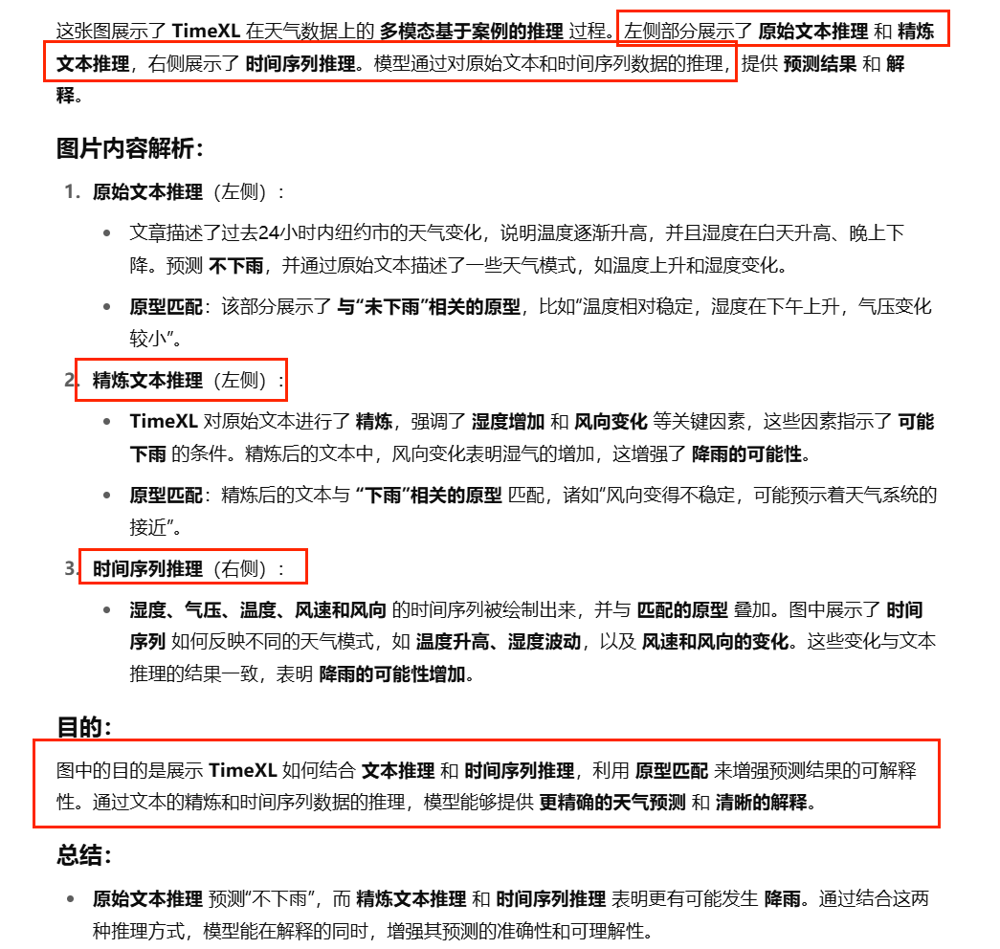 这张图展示了 TimeXL 在天气数据上的 多模态基于案例的推理 过程。左侧部分展示了 原始文本推理 和 精炼
文本推理，右侧展示了 时间序列推理。模型通过对原始文本和时间序列数据的推理，提供 预测结果 和 解
释。
图片内容解析：
1. 原始文本推理（左侧）：
• 文章描述了过去24小时内纽约市的天气变化，说明温度逐渐升高，并且湿度在白天升高、晚上下
降。预测 不下雨，并通过原始文本描述了一些天气模式，如温度上升和湿度变化。
• 原型匹配：该部分展示了 与“未下雨”相关的原型，比如“温度相对稳定，湿度在下午上升，气压变化
较小”。
2. 精炼文本推理（左侧）：
• TimeXL 对原始文本进行了 精炼，强调了 湿度增加 和 风向变化 等关键因素，这些因素指示了 可能
下雨 的条件。精炼后的文本中，风向变化表明湿气的增加，这增强了 降雨的可能性。
• 原型匹配：精炼后的文本与 “下雨”相关的原型 匹配，诸如“风向变得不稳定，可能预示着天气系统的
接近”。
3. 时间序列推理（右侧）：
• 湿度、气压、温度、风速和风向 的时间序列被绘制出来，并与 匹配的原型 叠加。图中展示了 时间
序列 如何反映不同的天气模式，如 温度升高、湿度波动，以及 风速和风向的变化。这些变化与文本
推理的结果一致，表明 降雨的可能性增加。
目的：
图中的目的是展示 TimeXL 如何结合 文本推理 和 时间序列推理，利用 原型匹配 来增强预测结果的可解释
性。通过文本的精炼和时间序列数据的推理，模型能够提供 更精确的天气预测 和 清晰的解释。
总结：
• 原始文本推理 预测“不下雨”，而 精炼文本推理 和 时间序列推理 表明更有可能发生 降雨。通过结合这两
种推理方式，模型能在解释的同时，增强其预测的准确性和可理解性。